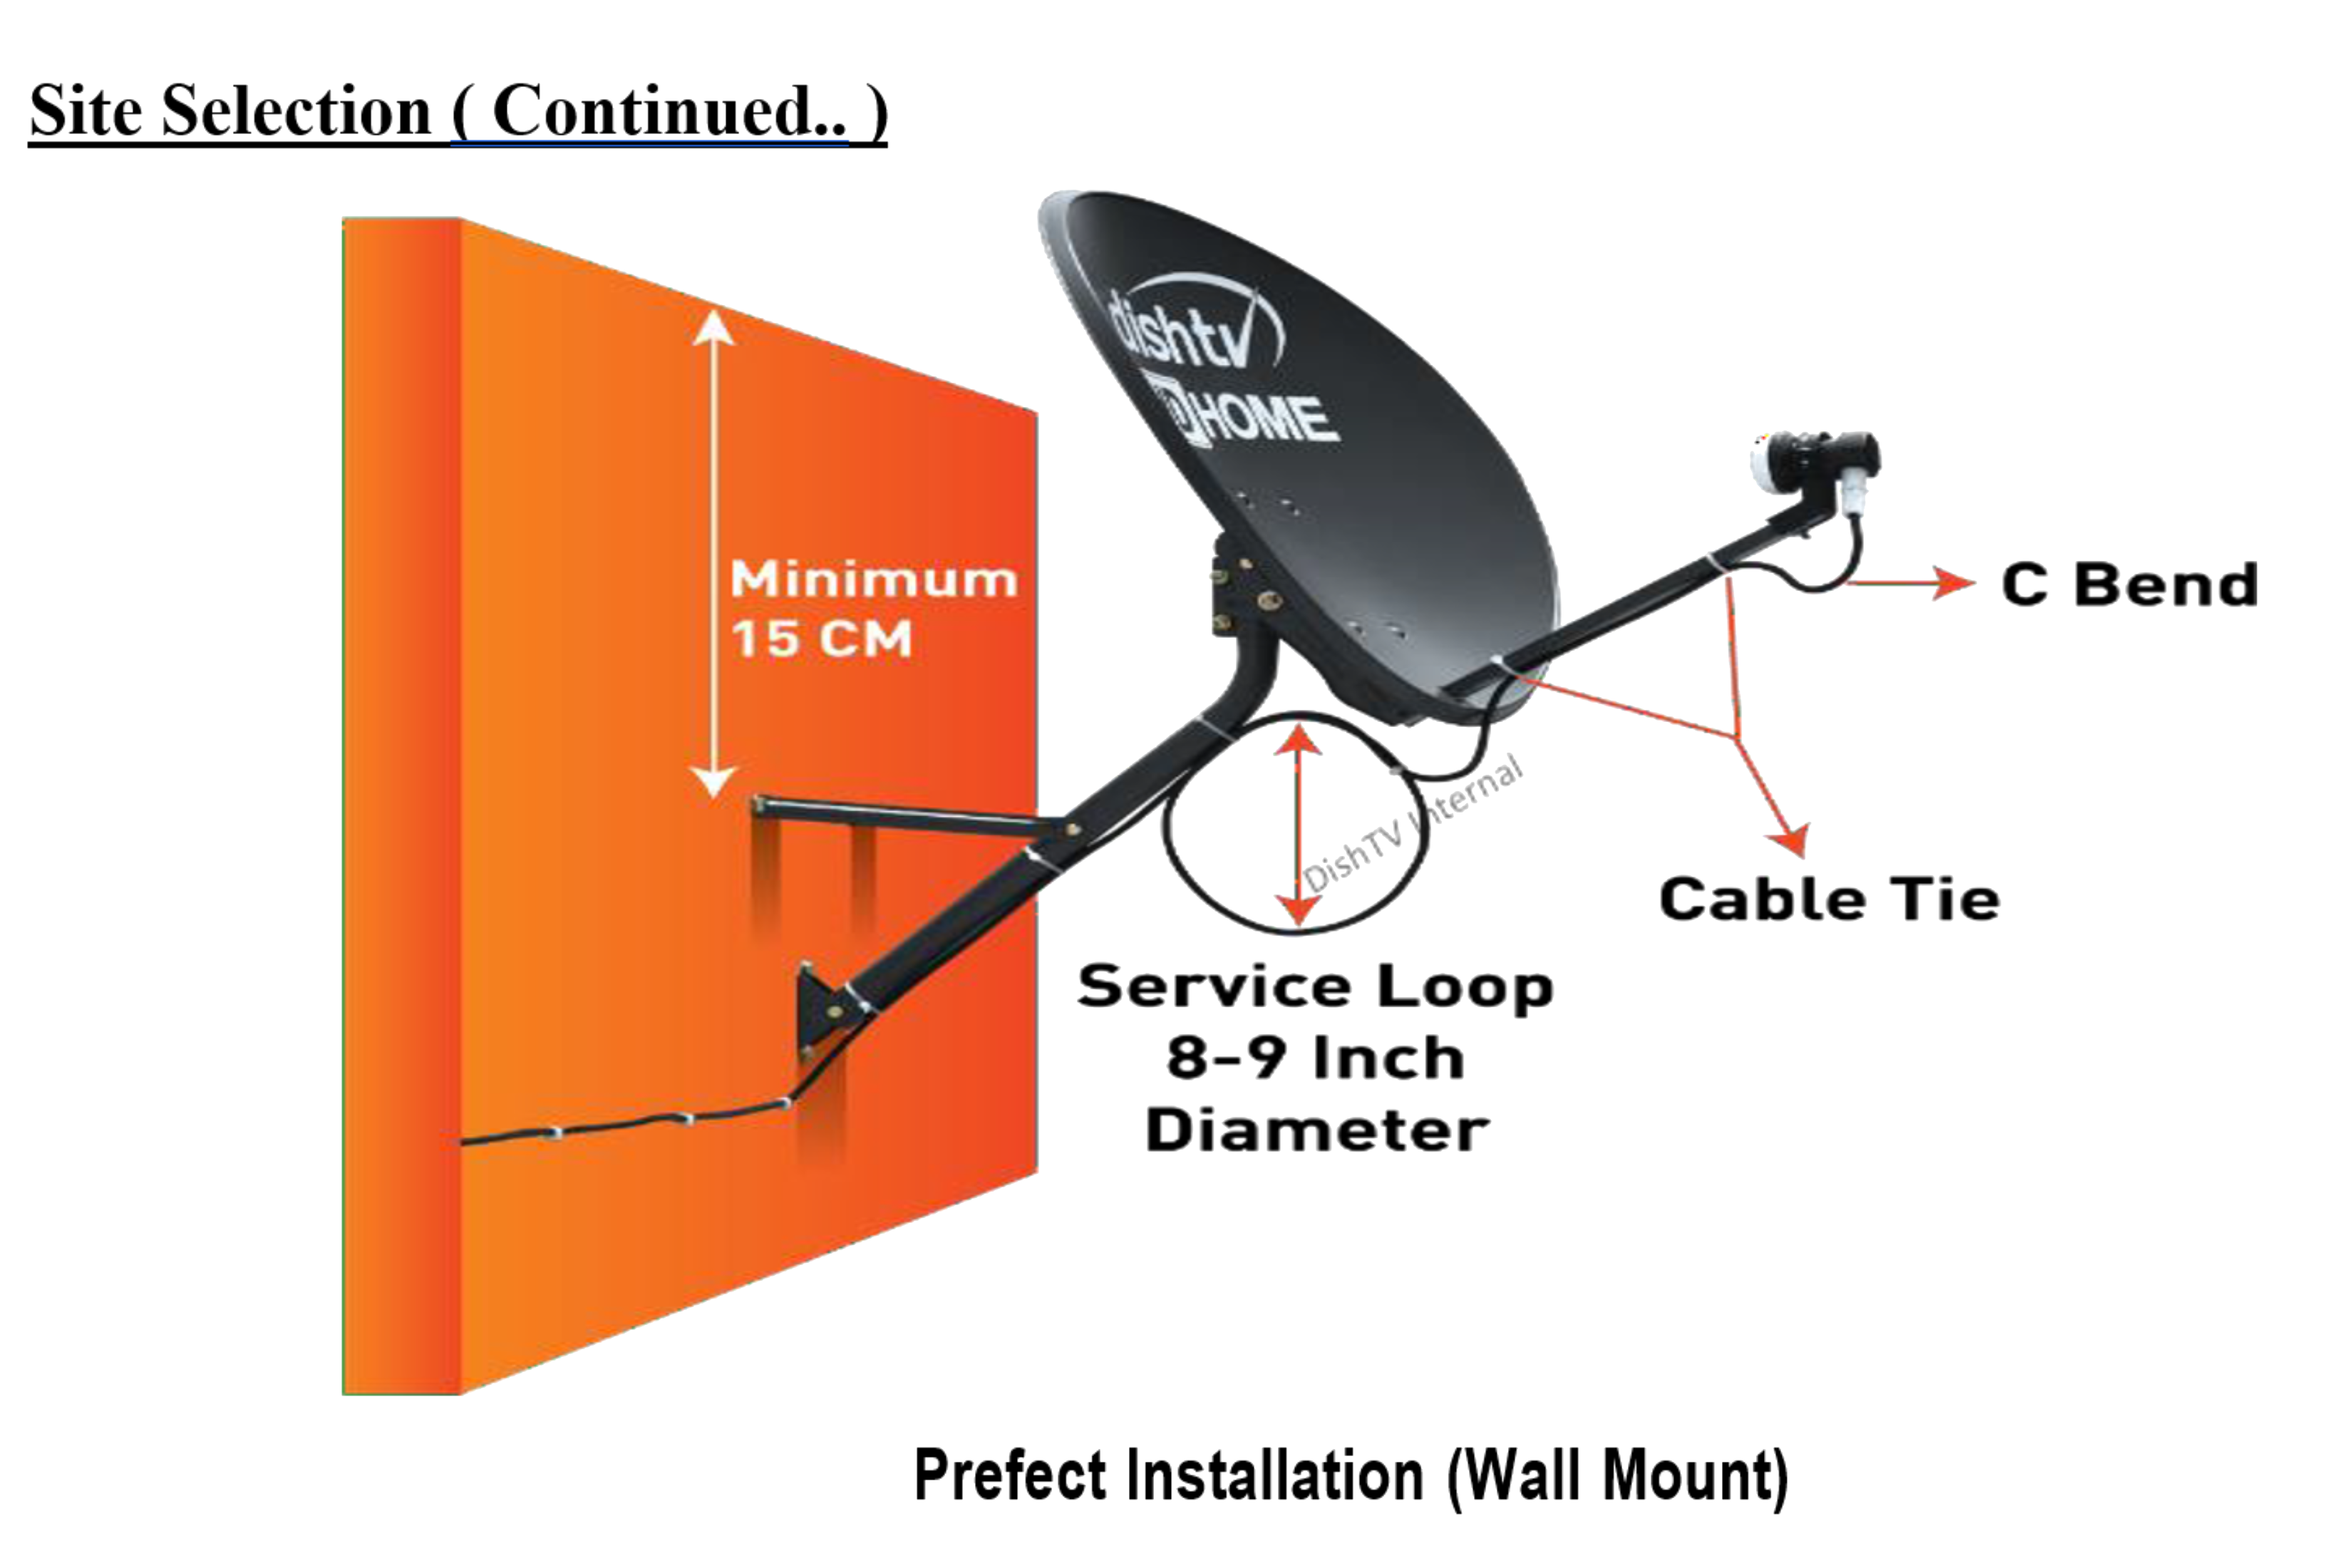 Site Selection ( Continued.. )
dishtv
HOME
Minimum
15 CM
C Bend
Cable Tie
DishTV Internal
Service Loop
8-9 Inch
Diameter
Prefect Installation (Wall Mount)